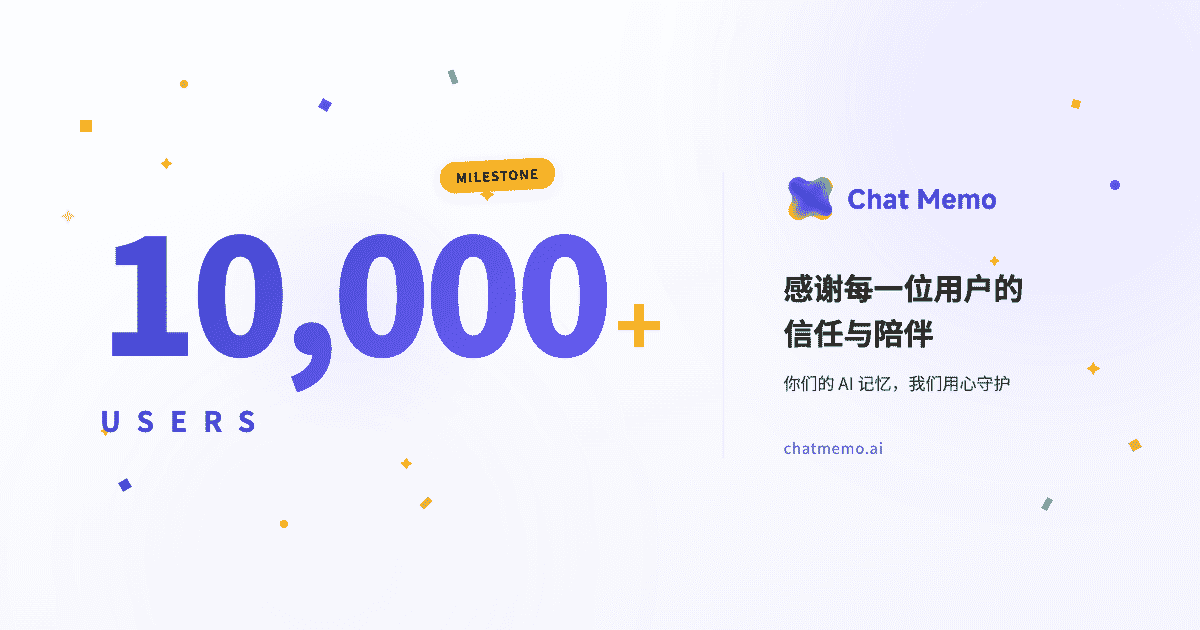 MILESTONE
10,000+
USERS
Chat Memo
感谢每一位用户的
信任与陪伴
你们的 AI 记忆，我们用心守护
chatmemo.ai